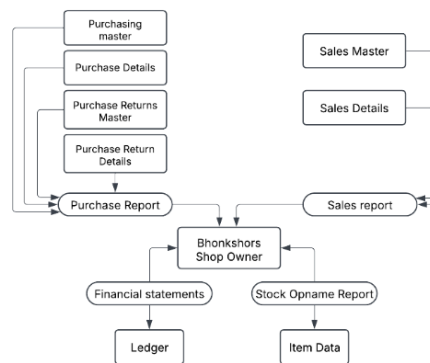 Purchasing
master
Purchase Details
Purchase Returns
Master
Purchase Return
Details
Sales Master
Sales Details
Purchase Report
Sales report
Bhonkshors
Shop Owner
Financial statements
Stock Opname Report
Ledger
Item Data